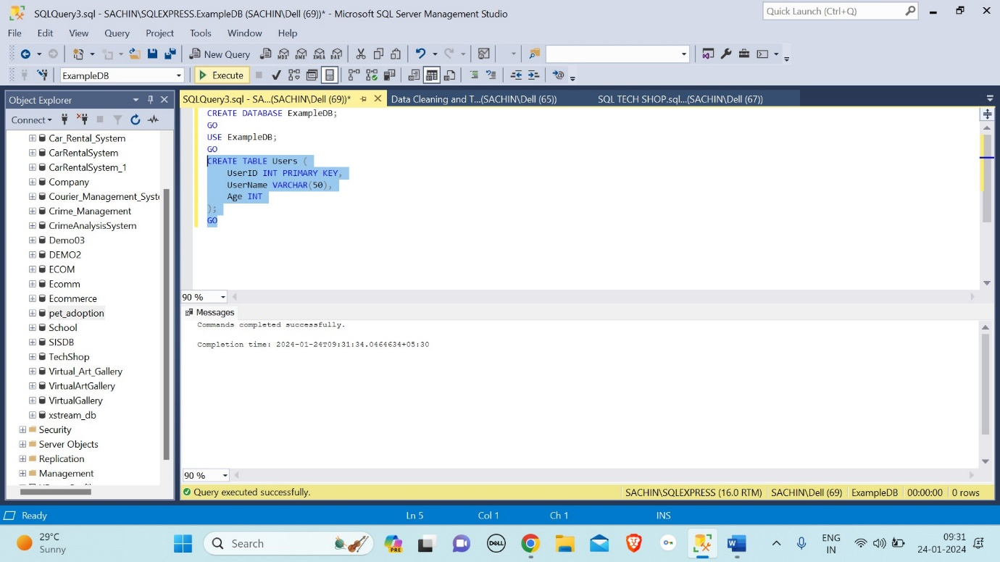 SQLQuery3.sql - SACHIN\SQLEXPRESS.ExampleDB (SACHIN\Dell (69))* - Microsoft SQL Server Management Studio
Quick Launch (Ctrl+Q)
File Edit View Query Project Tools Window Help
New Query
MDX DMX XMLA DAX
ExampleDB
Execute
Object Explorer
SQLQuery3.sql - SA...(SACHIN\Dell (69))*
Data Cleaning and T...(SACHIN\Dell (65))
SQL TECH SHOP.sql...(SACHIN\Dell (67))
Connect
Car_Rental_System
CarRentalSystem
CarRentalSystem_1
Company
Courier_Management_Syste
Crime_Management
CrimeAnalysisSystem
Demo03
DEMO2
ECOM
Ecomm
Ecommerce
pet_adoption
School
SISDB
TechShop
Virtual_Art_Gallery
VirtualArtGallery
VirtualGallery
xstream_db
Security
Server Objects
Replication
Management
CREATE DATABASE ExampleDB;
GO
USE ExampleDB;
GO
CREATE TABLE Users (
UserID INT PRIMARY KEY,
UserName VARCHAR(50),
Age INT
);
GO
90 %
Messages
Commands completed successfully.
Completion time: 2024-01-24T09:31:34.0464634+05:30
90 %
Query executed successfully.
SACHIN\SQLEXPRESS (16.0 RTM)
SACHIN\Dell (69)
ExampleDB
00:00:00
0 rows
Ready
Ln 5
Col 1
Ch 1
INS
29°C
Sunny
Search
PRE
DELL
ENG
IN
09:31
24-01-2024